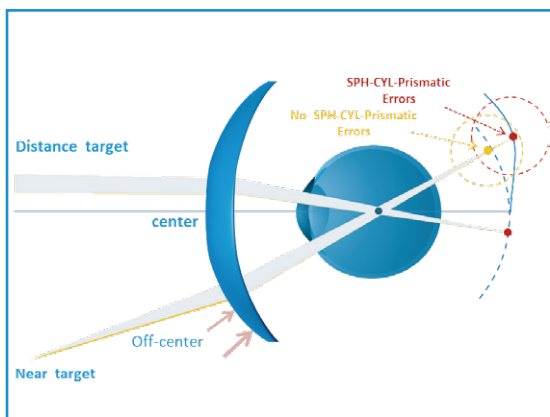 SPH-CYL-Prismatic
Errors
No SPH-CYL-Prismatic
Errors
Distance target
center
Off-center
Near target